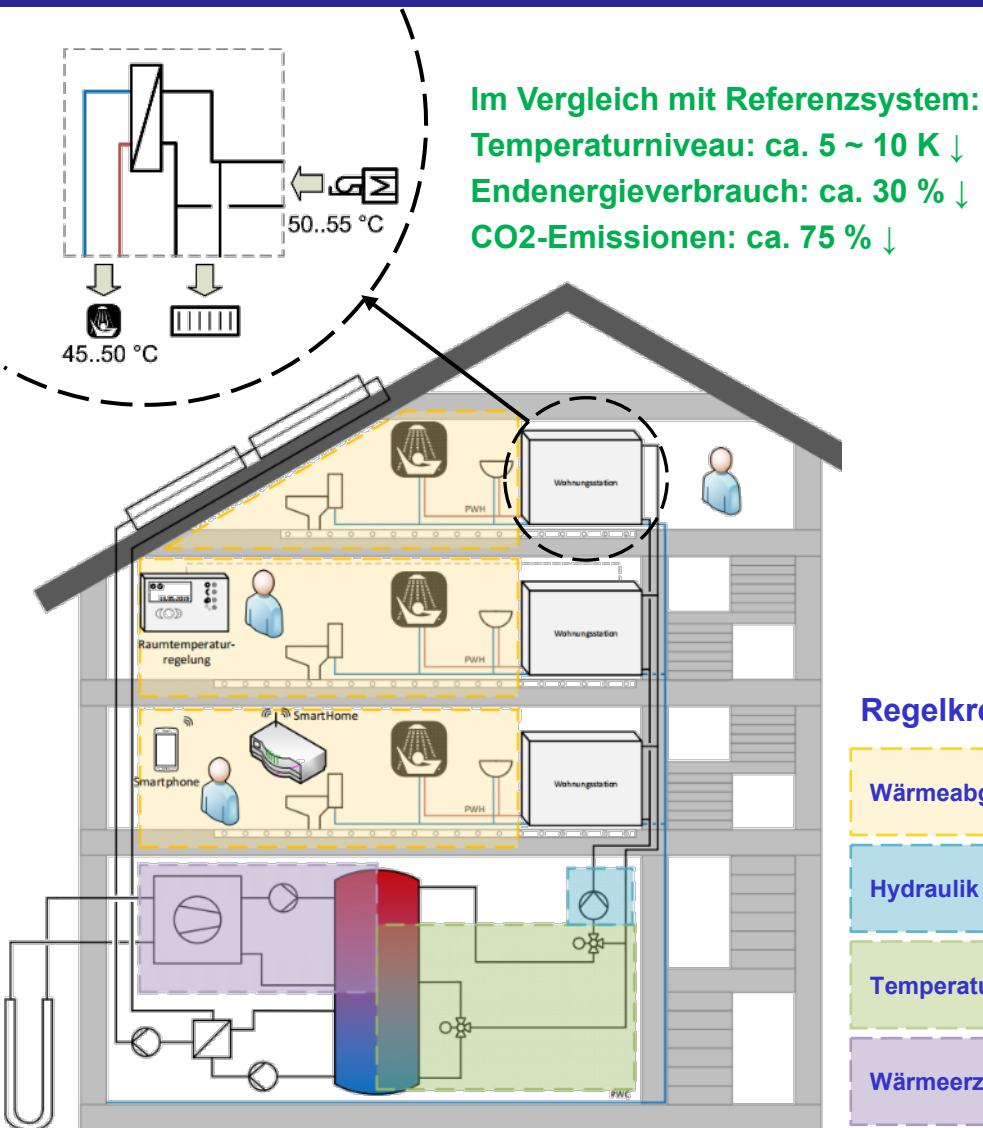 Im Vergleich mit Referenzsystem:
Temperaturniveau: ca. 5 ~ 10 K ↓
Endenergieverbrauch: ca. 30 % ↓
CO2-Emissionen: ca. 75 % ↓
50..55 °C
45..50 °C
Wohnungsstation
PWH
Raumtemperatur-
regelung
Wohnungsstation
PWH
SmartHome
Smartphone
Wohnungsstation
PWH
Regelkre
Wärmeabg
Hydraulik
Temperatu
Wärmeerz
PWC